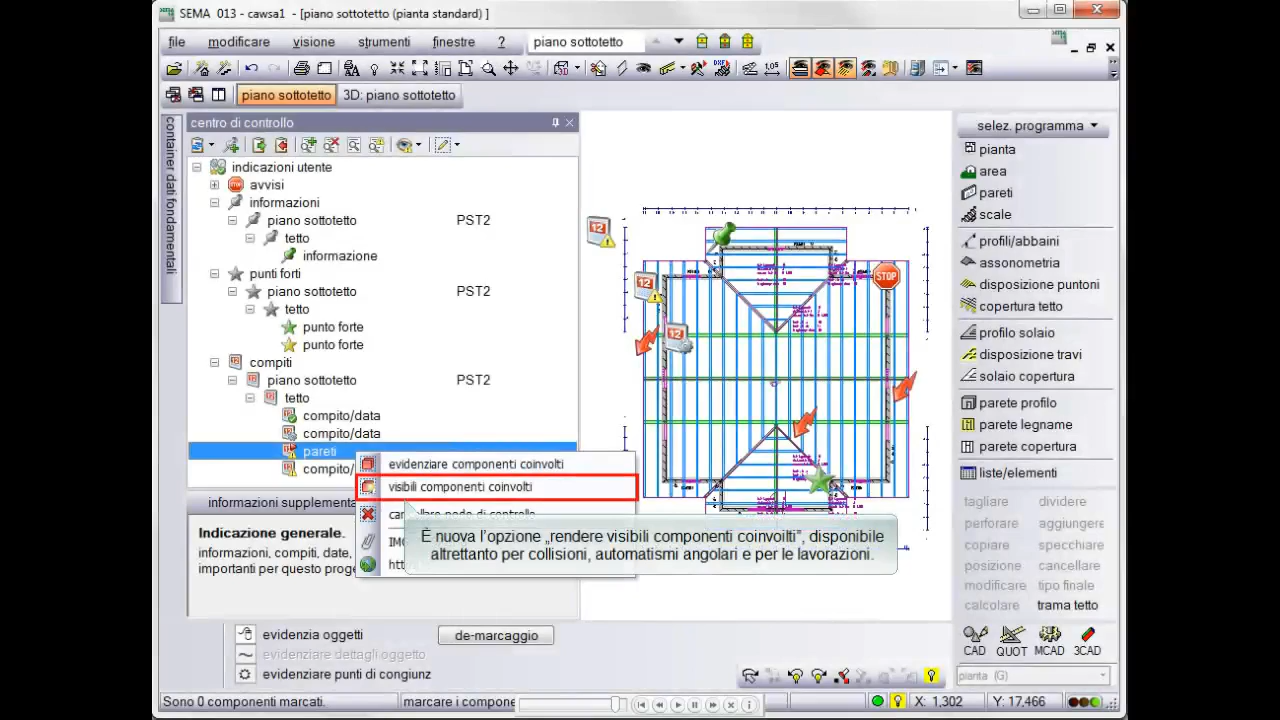 SEMA 013 - cawsa1 - [piano sottotetto (pianta standard) ]
file modificare visione strumenti finestre ? piano sottotetto
piano sottotetto 3D: piano sottotetto
centro di controllo
container dati fondamentali
indicazioni utente
avvisi
informazioni
piano sottotetto PST2
tetto
informazione
punti forti
piano sottotetto PST2
tetto
punto forte
punto forte
compiti
piano sottotetto PST2
tetto
compito/data
compito/data
pareti
compito/
evidenziare componenti coinvolti
visibili componenti coinvolti
È nuova l'opzione „rendere visibili componenti coinvolti”, disponibile
altrettanto per collisioni, automatismi angolari e per le lavorazioni.
informazioni supplementa
Indicazione generale.
informazioni, compiti, date,
importanti per questo proge
STOP
selez. programma
pianta
area
pareti
scale
profili/abbaini
assonometria
disposizione puntoni
copertura tetto
profilo solaio
disposizione travi
solaio copertura
parete profilo
parete legname
parete copertura
liste/elementi
tagliare dividere
perforare aggiungere
copiare specchiare
posizione cancellare
modificare tipo finale
calcolare trama tetto
CAD QUOT MCAD 3CAD
pianta (G)
evidenzia oggetti de-marcaggio
evidenziare dettagli oggetto
evidenziare punti di congiunz
Sono 0 componenti marcati. marcare i compone X: 1,302 Y: 17,466